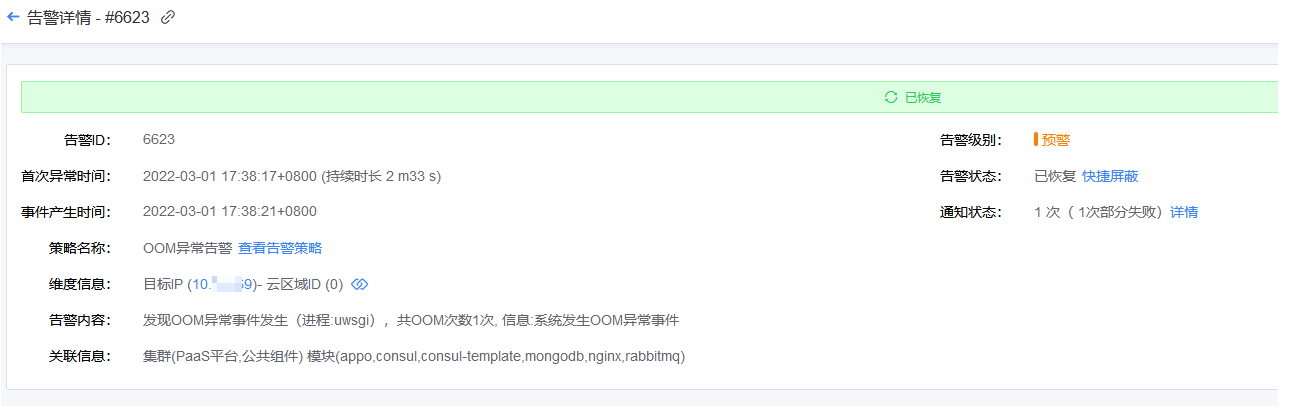 告警详情 - #6623
已恢复
告警ID： 6623
告警级别： 预警
首次异常时间： 2022-03-01 17:38:17+0800 (持续时长 2 m33 s)
告警状态： 已恢复 快捷屏蔽
事件产生时间： 2022-03-01 17:38:21+0800
通知状态： 1 次（ 1次部分失败） 详情
策略名称： OOM异常告警 查看告警策略
维度信息： 目标IP (10. 9)- 云区域ID (0)
告警内容： 发现OOM异常事件发生（进程:uwsgi），共OOM次数1次, 信息:系统发生OOM异常事件
关联信息： 集群(PaaS平台,公共组件) 模块(appo,consul,consul-template,mongodb,nginx,rabbitmq)